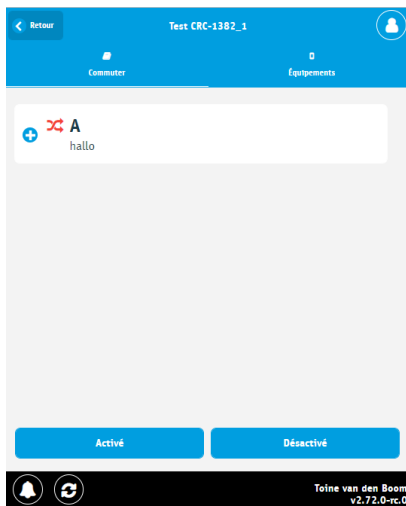 Retour
Test CRC-1382_1
Commuter
Équipements
A
hallo
Activé
Désactivé
Toine van den Boom
v2.72.0-rc.0